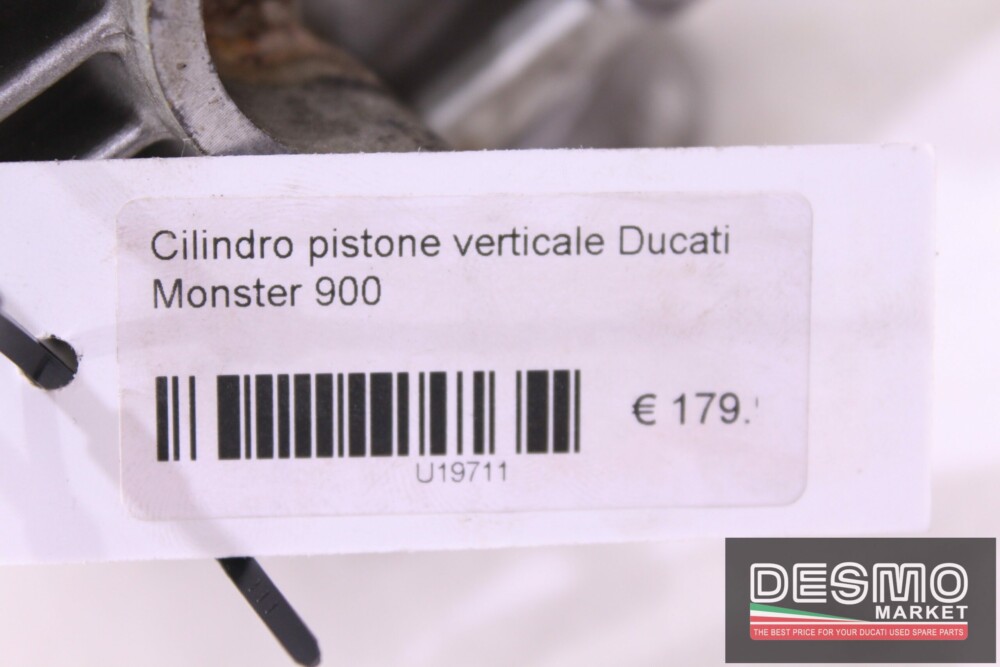 Cilindro pistone verticale Ducati
Monster 900
€ 179.
U19711
DESMO
MARKET
THE BEST PRICE FOR YOUR DUCATI USED SPARE PARTS